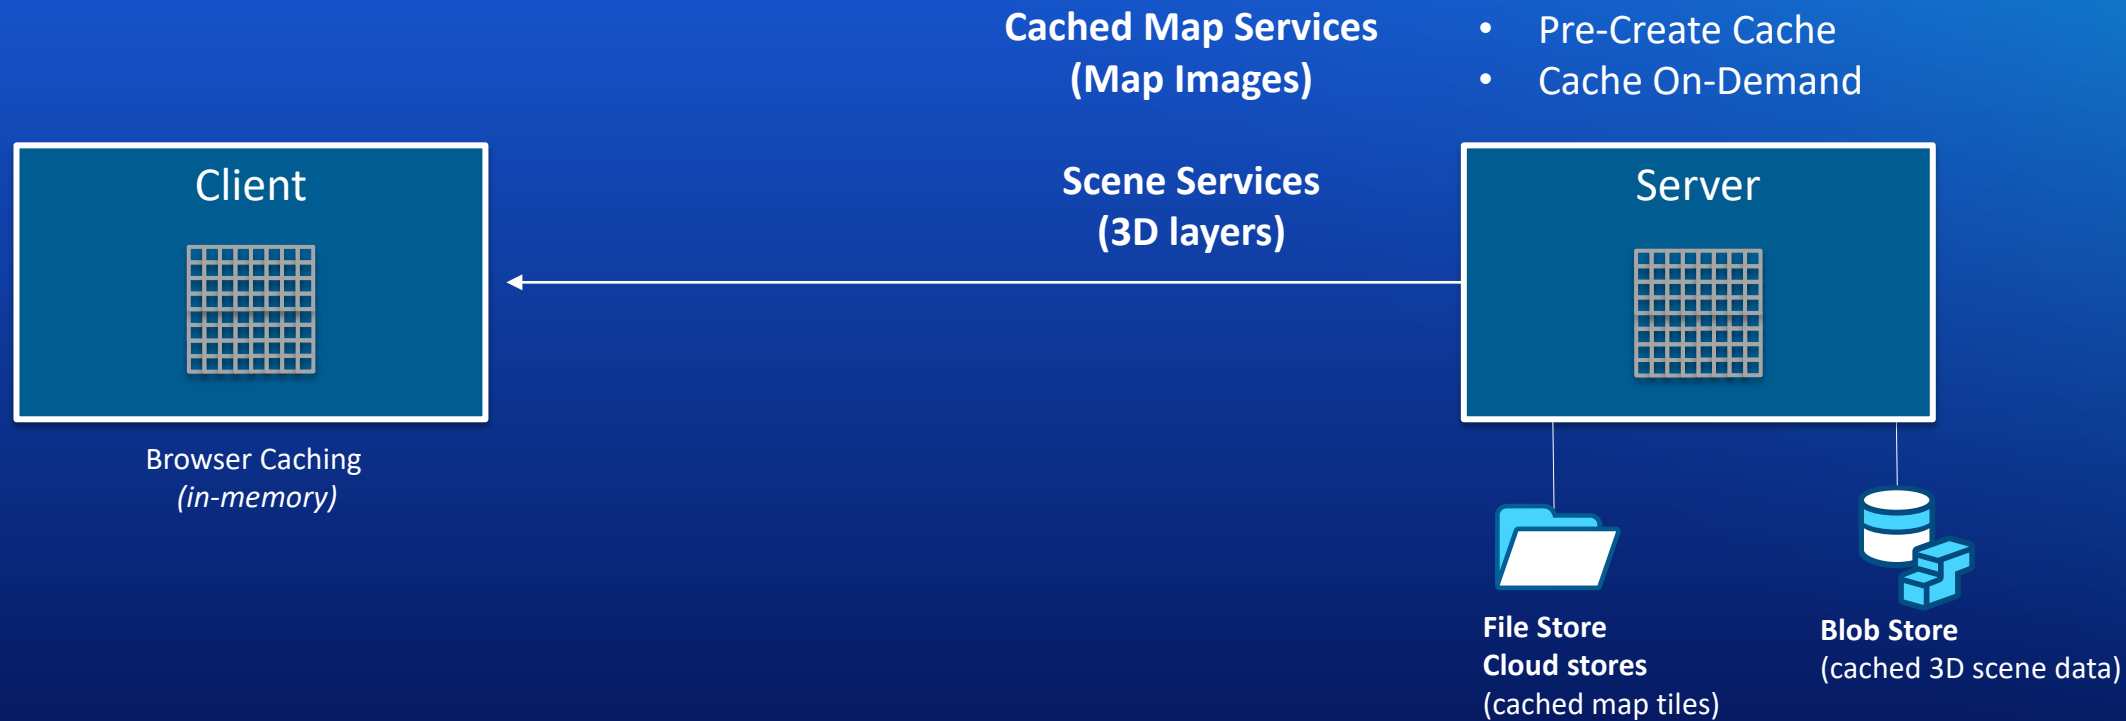 Cached Map Services
(Map Images)
• Pre-Create Cache
• Cache On-Demand
Client
Scene Services
(3D layers)
Server
Browser Caching
(in-memory)
File Store
Cloud stores
(cached map tiles)
Blob Store
(cached 3D scene data)